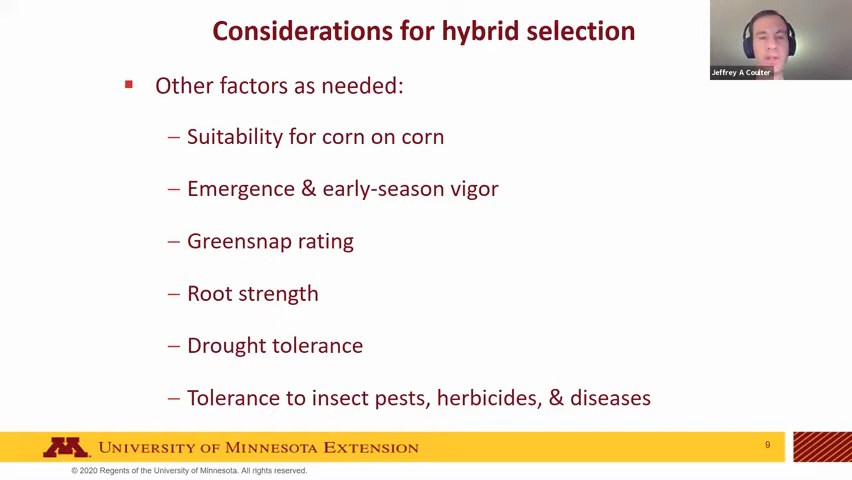 Considerations for hybrid selection
Jeffrey A Coulter
▪ Other factors as needed:
– Suitability for corn on corn
– Emergence & early-season vigor
– Greensnap rating
– Root strength
– Drought tolerance
– Tolerance to insect pests, herbicides, & diseases
M UNIVERSITY OF MINNESOTA EXTENSION
9
© 2020 Regents of the University of Minnesota. All rights reserved.